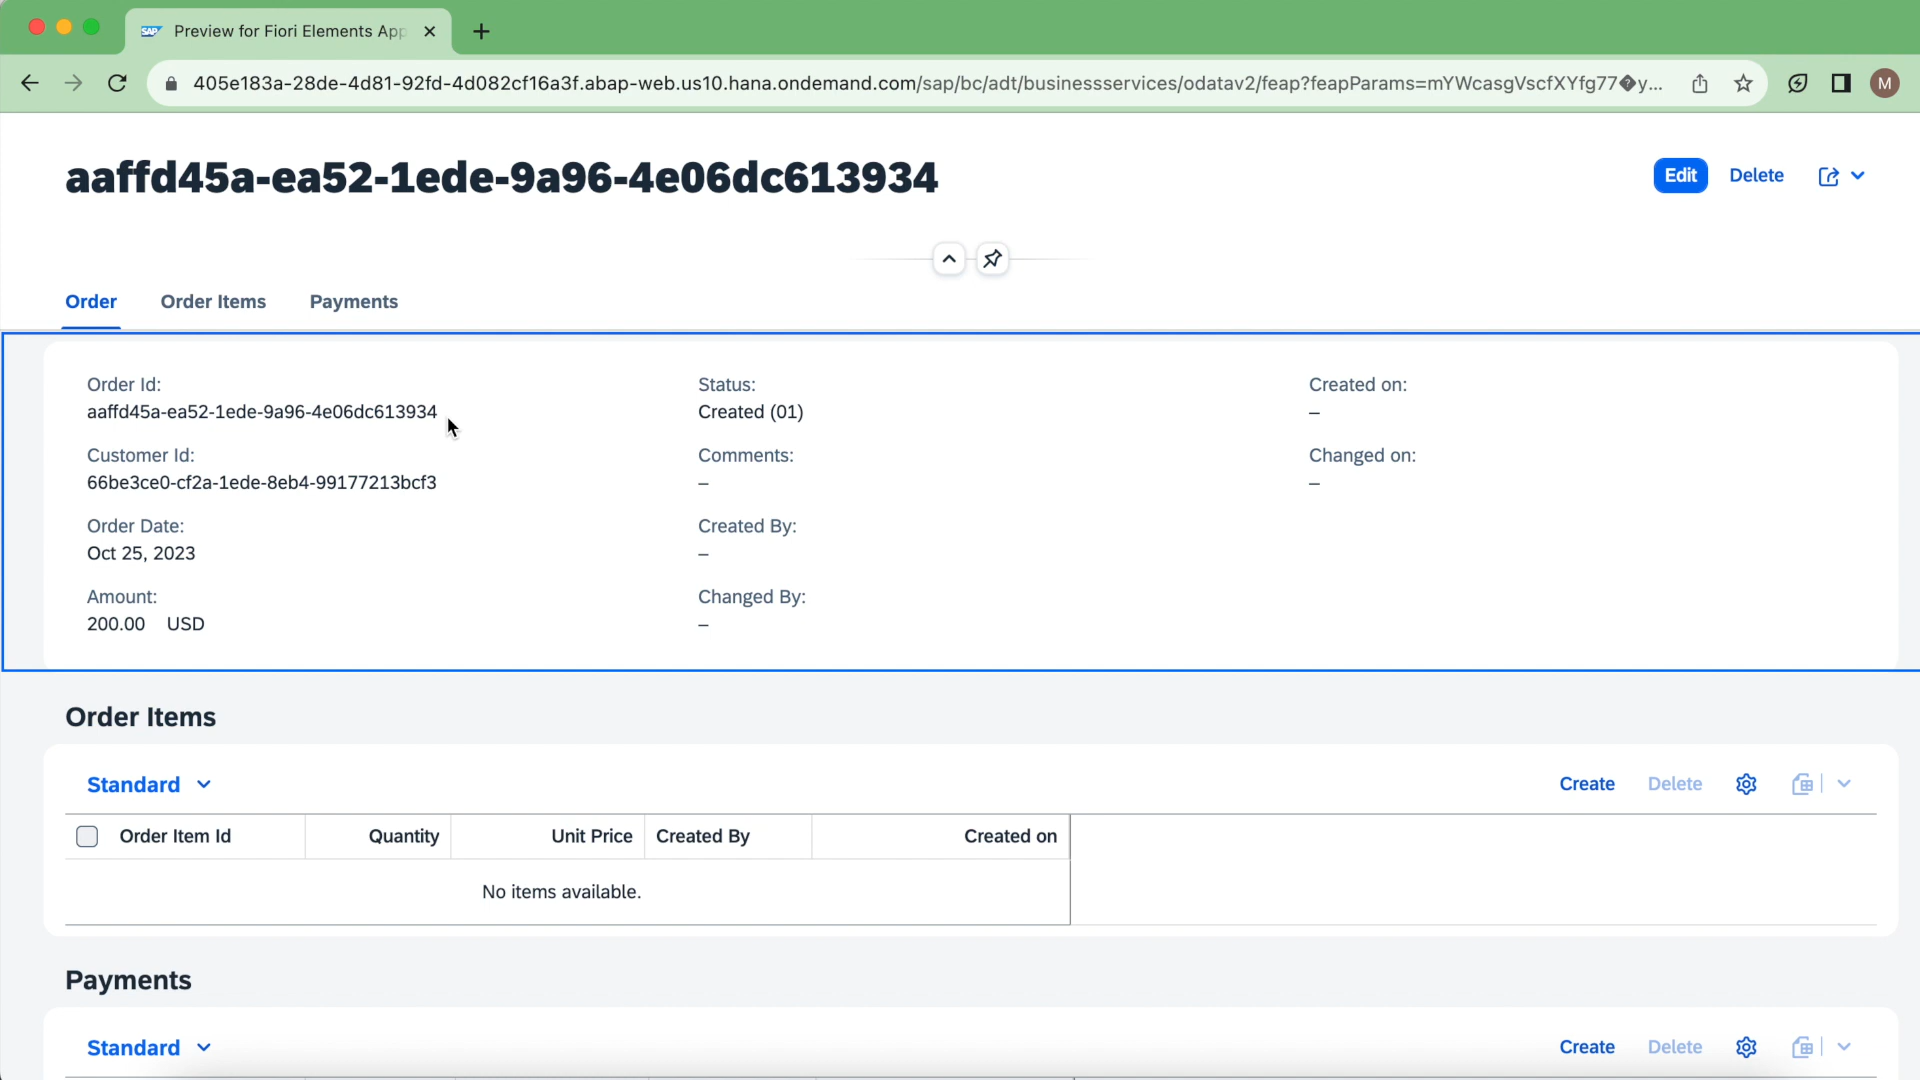 SAP Preview for Fiori Elements App
405e183a-28de-4d81-92fd-4d082cf16a3f.abap-web.us10.hana.ondemand.com/sap/bc/adt/businessservices/odatav2/feap?feapParams=mYWcasgVscfXYfg77�y...
M
aaffd45a-ea52-1ede-9a96-4e06dc613934
Edit Delete
Order Order Items Payments
Order Id:
aaffd45a-ea52-1ede-9a96-4e06dc613934
Customer Id:
66be3ce0-cf2a-1ede-8eb4-99177213bcf3
Order Date:
Oct 25, 2023
Amount:
200.00 USD
Status:
Created (01)
Comments:
–
Created By:
–
Changed By:
–
Created on:
–
Changed on:
–
Order Items
Standard Create Delete
Order Item Id Quantity Unit Price Created By Created on
No items available.
Payments
Standard Create Delete